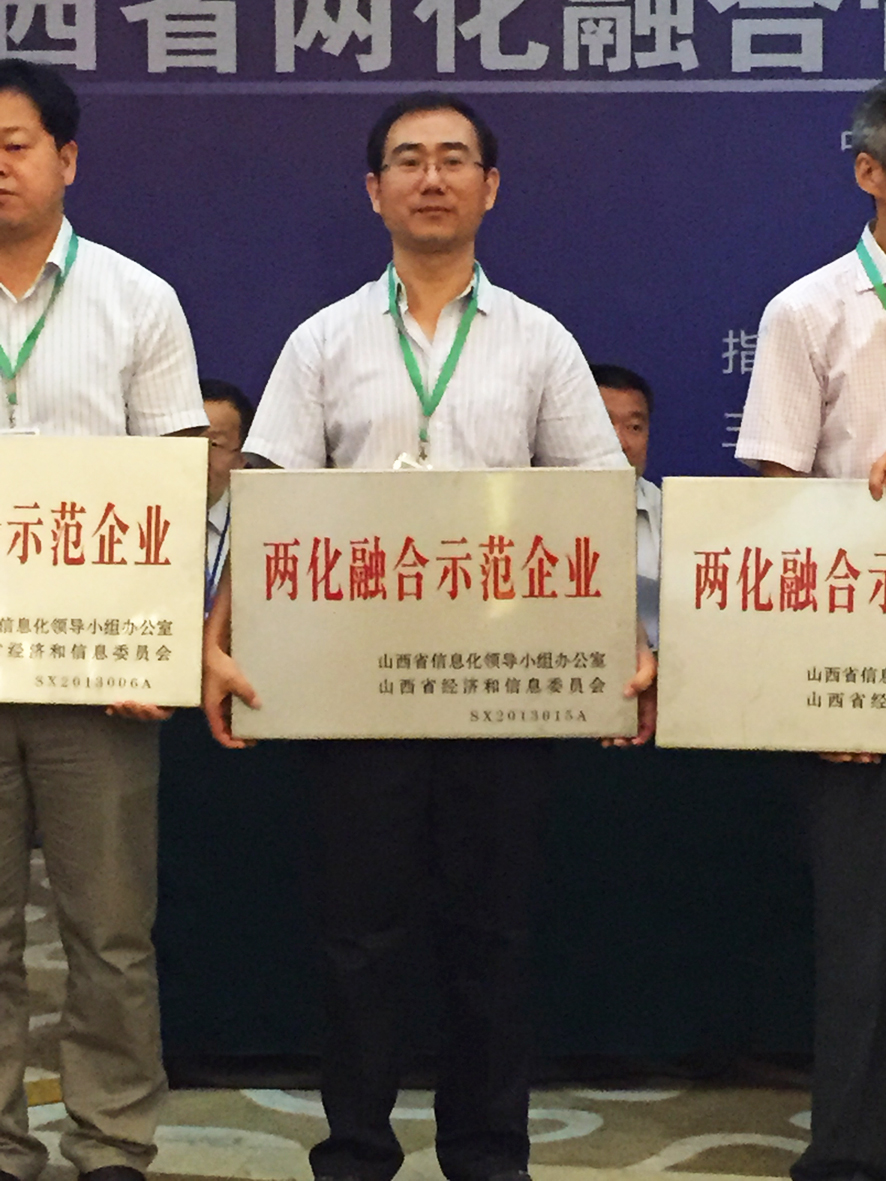 西省两化融合
中
指
示范企业
信息化领导小组办公室
省经济和信息委员会
SX2013006A
两化融合示范企业
山西省信息化领导小组办公室
山西省经济和信息委员会
SX2013015A
两化融合示
山西省信息
山西省经